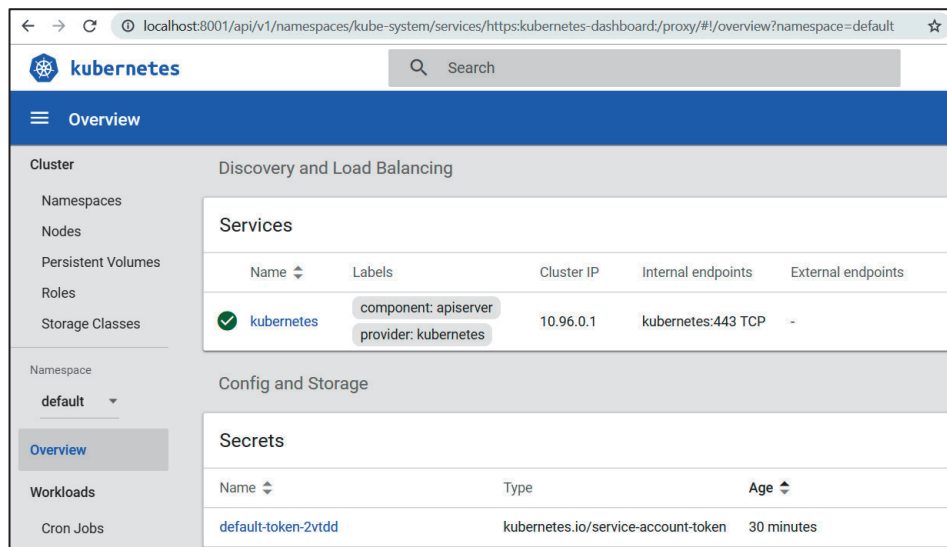 localhost:8001/api/v1/namespaces/kube-system/services/https:kubernetes-dashboard:/proxy/#!/overview?namespace=default
kubernetes
Search
Overview
Cluster
Namespaces
Nodes
Persistent Volumes
Roles
Storage Classes
Namespace
default
Overview
Workloads
Cron Jobs
Discovery and Load Balancing
Services
Name Labels Cluster IP Internal endpoints External endpoints
kubernetes component: apiserver provider: kubernetes 10.96.0.1 kubernetes:443 TCP -
Config and Storage
Secrets
Name Type Age
default-token-2vtdd kubernetes.io/service-account-token 30 minutes